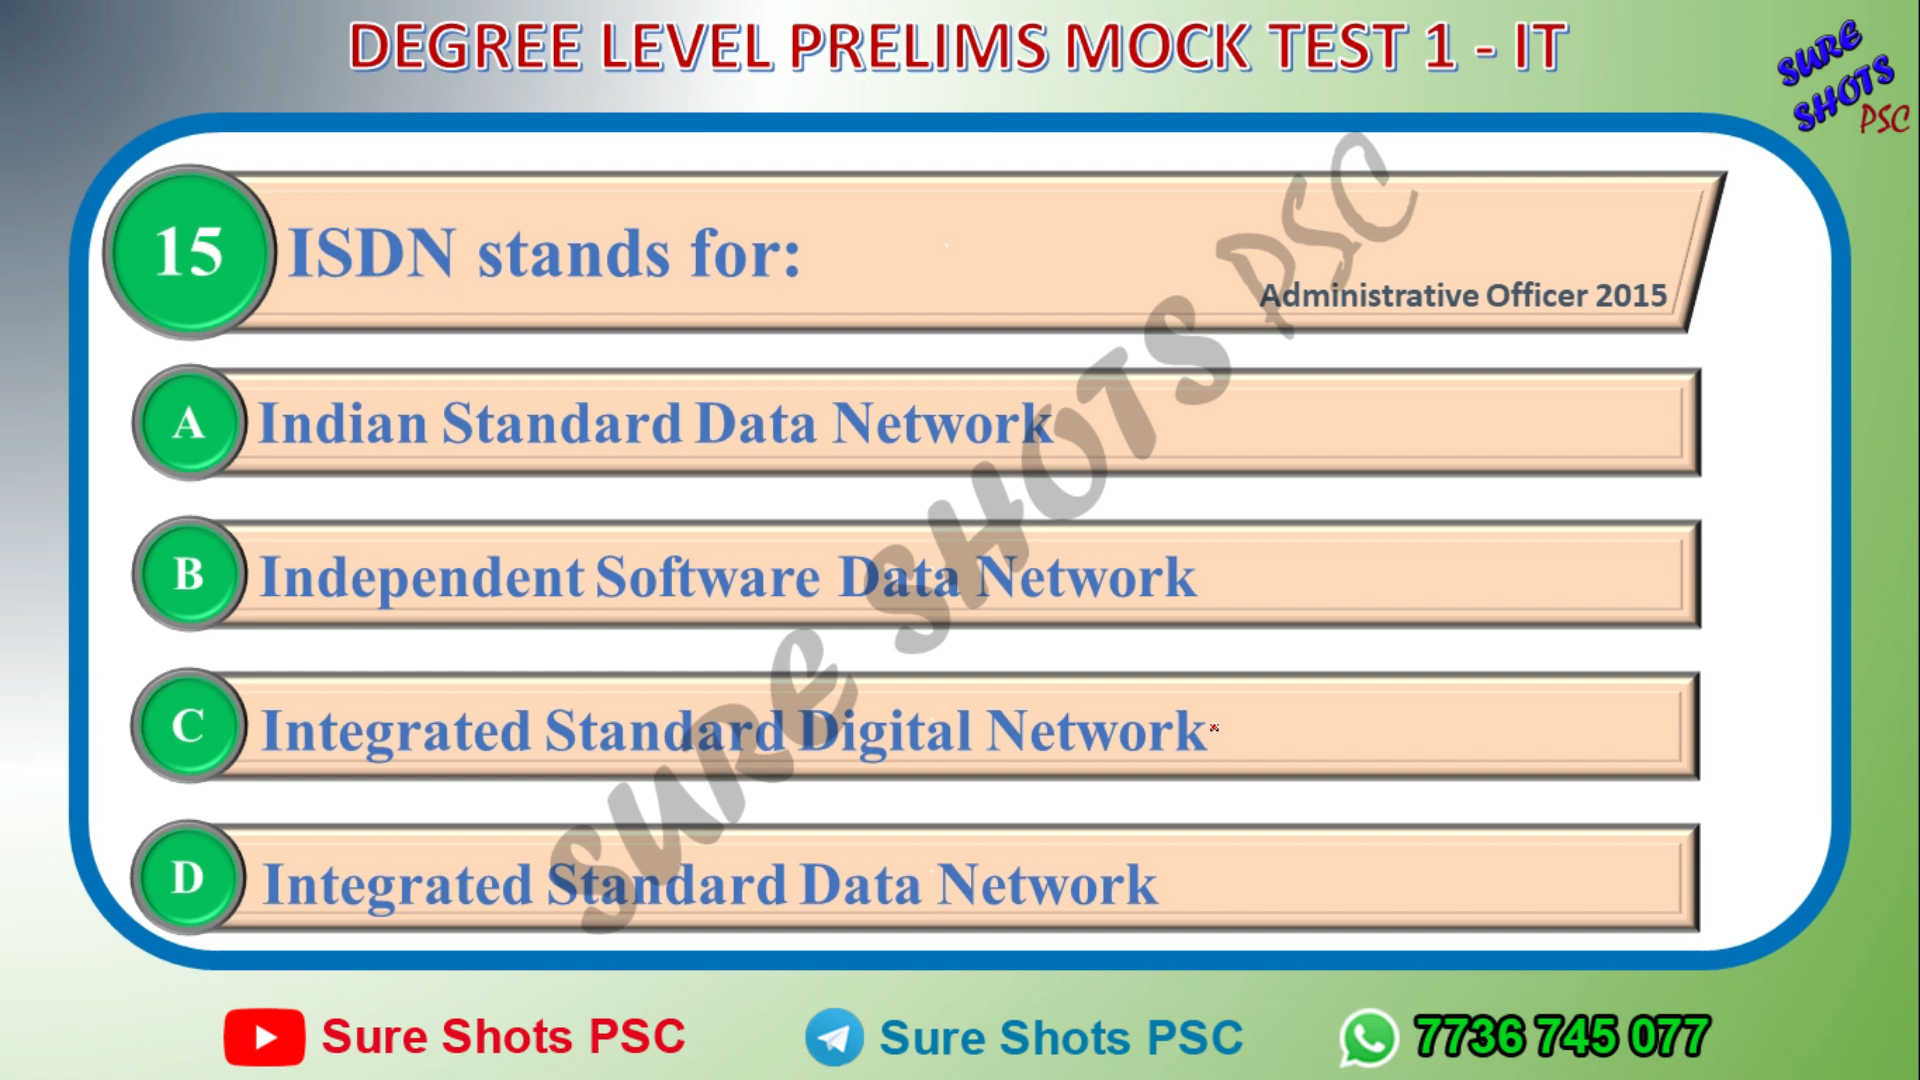 DEGREE LEVEL PRELIMS MOCK TEST 1 - IT
SURE
SHOTS
PSC
15
ISDN stands for:
Administrative Officer 2015
A
Indian Standard Data Network
B
Independent Software Data Network
C
Integrated Standard Digital Network
D
Integrated Standard Data Network
SURE SHOTS PSC
Sure Shots PSC
Sure Shots PSC
7736 745 077